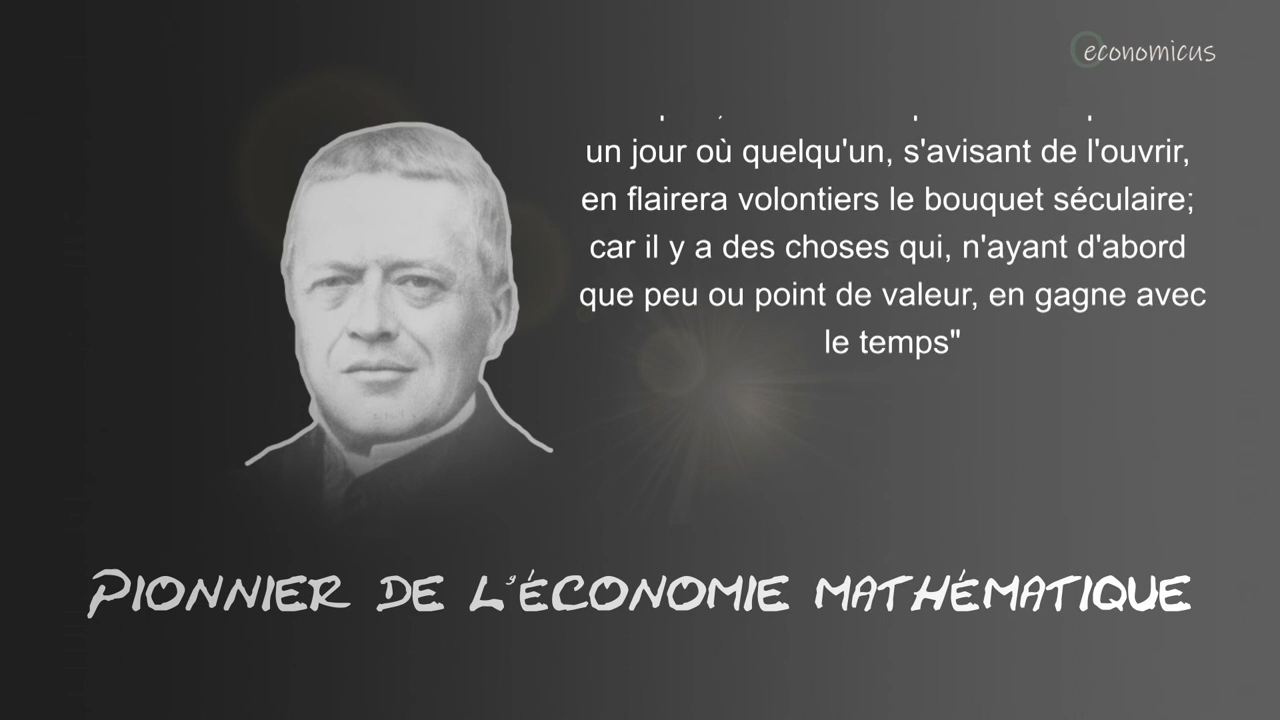 economicus
un jour où quelqu'un, s'avisant de l'ouvrir,
en flairera volontiers le bouquet séculaire;
car il y a des choses qui, n'ayant d'abord
que peu ou point de valeur, en gagne avec
le temps"
PIONNIER DE L'ÉCONOMIE MATHÉMATIQUE